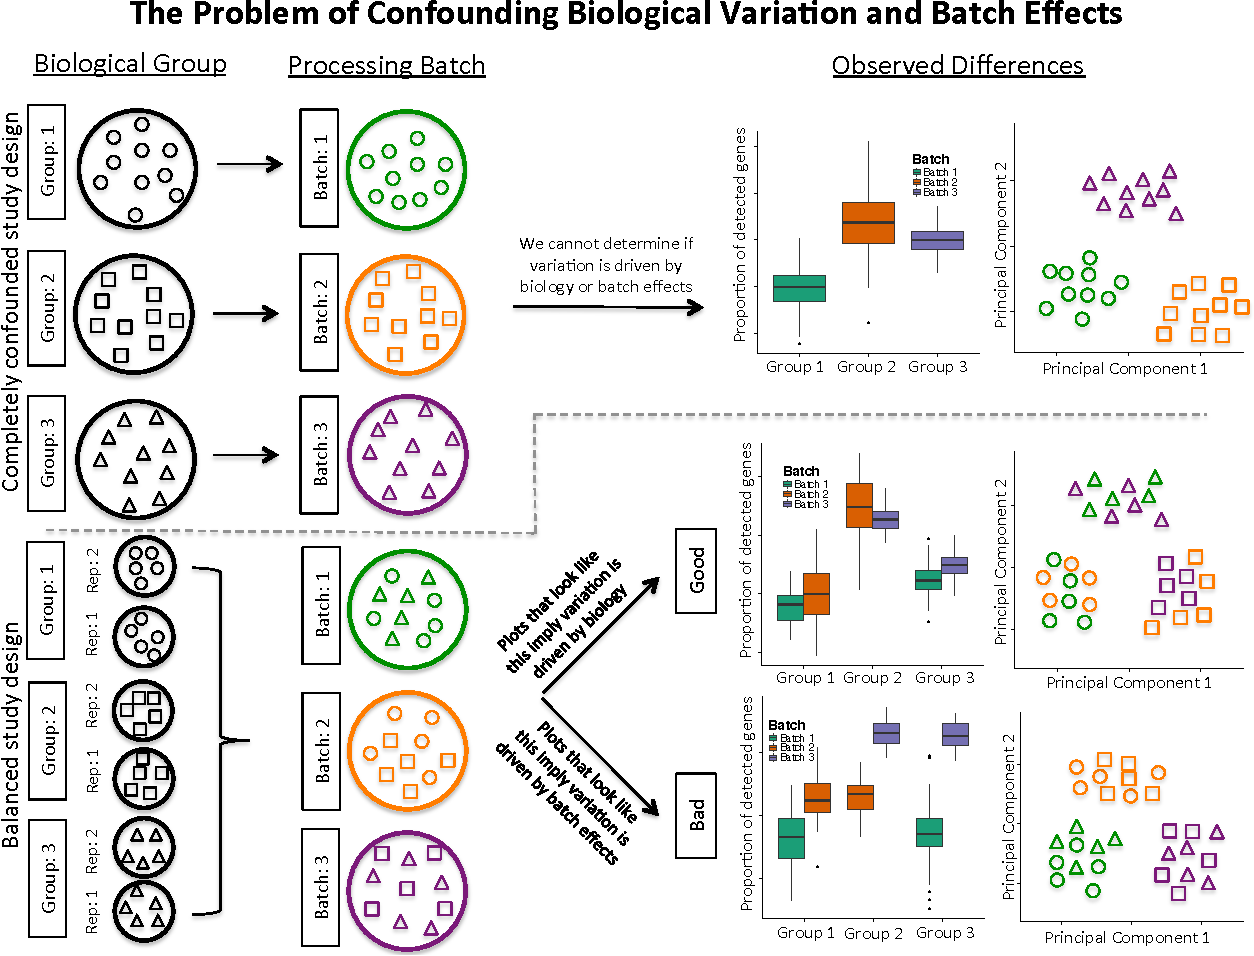 The Problem of Confounding Biological Variation and Batch Effects
Biological Group
Processing Batch
Observed Differences
Completely confounded study design
Group: 1
Batch: 1
Group: 2
Batch: 2
Group: 3
Batch: 3
We cannot determine if
variation is driven by
biology or batch effects
Proportion of detected genes
Batch
Batch 1
Batch 2
Batch 3
Group 1
Group 2
Group 3
Principal Component 2
Principal Component 1
Balanced study design
Group: 1
Rep: 2
Rep: 1
Group: 2
Rep: 2
Rep: 1
Group: 3
Rep: 2
Rep: 1
Batch: 1
Batch: 2
Batch: 3
Plots that look like
this imply variation is
driven by biology
Good
Proportion of detected genes
Batch
Batch 1
Batch 2
Batch 3
Group 1
Group 2
Group 3
Principal Component 2
Principal Component 1
Plots that look like
this imply variation is
driven by batch effects
Bad
Proportion of detected genes
Batch
Batch 1
Batch 2
Batch 3
Group 1
Group 2
Group 3
Principal Component 2
Principal Component 1